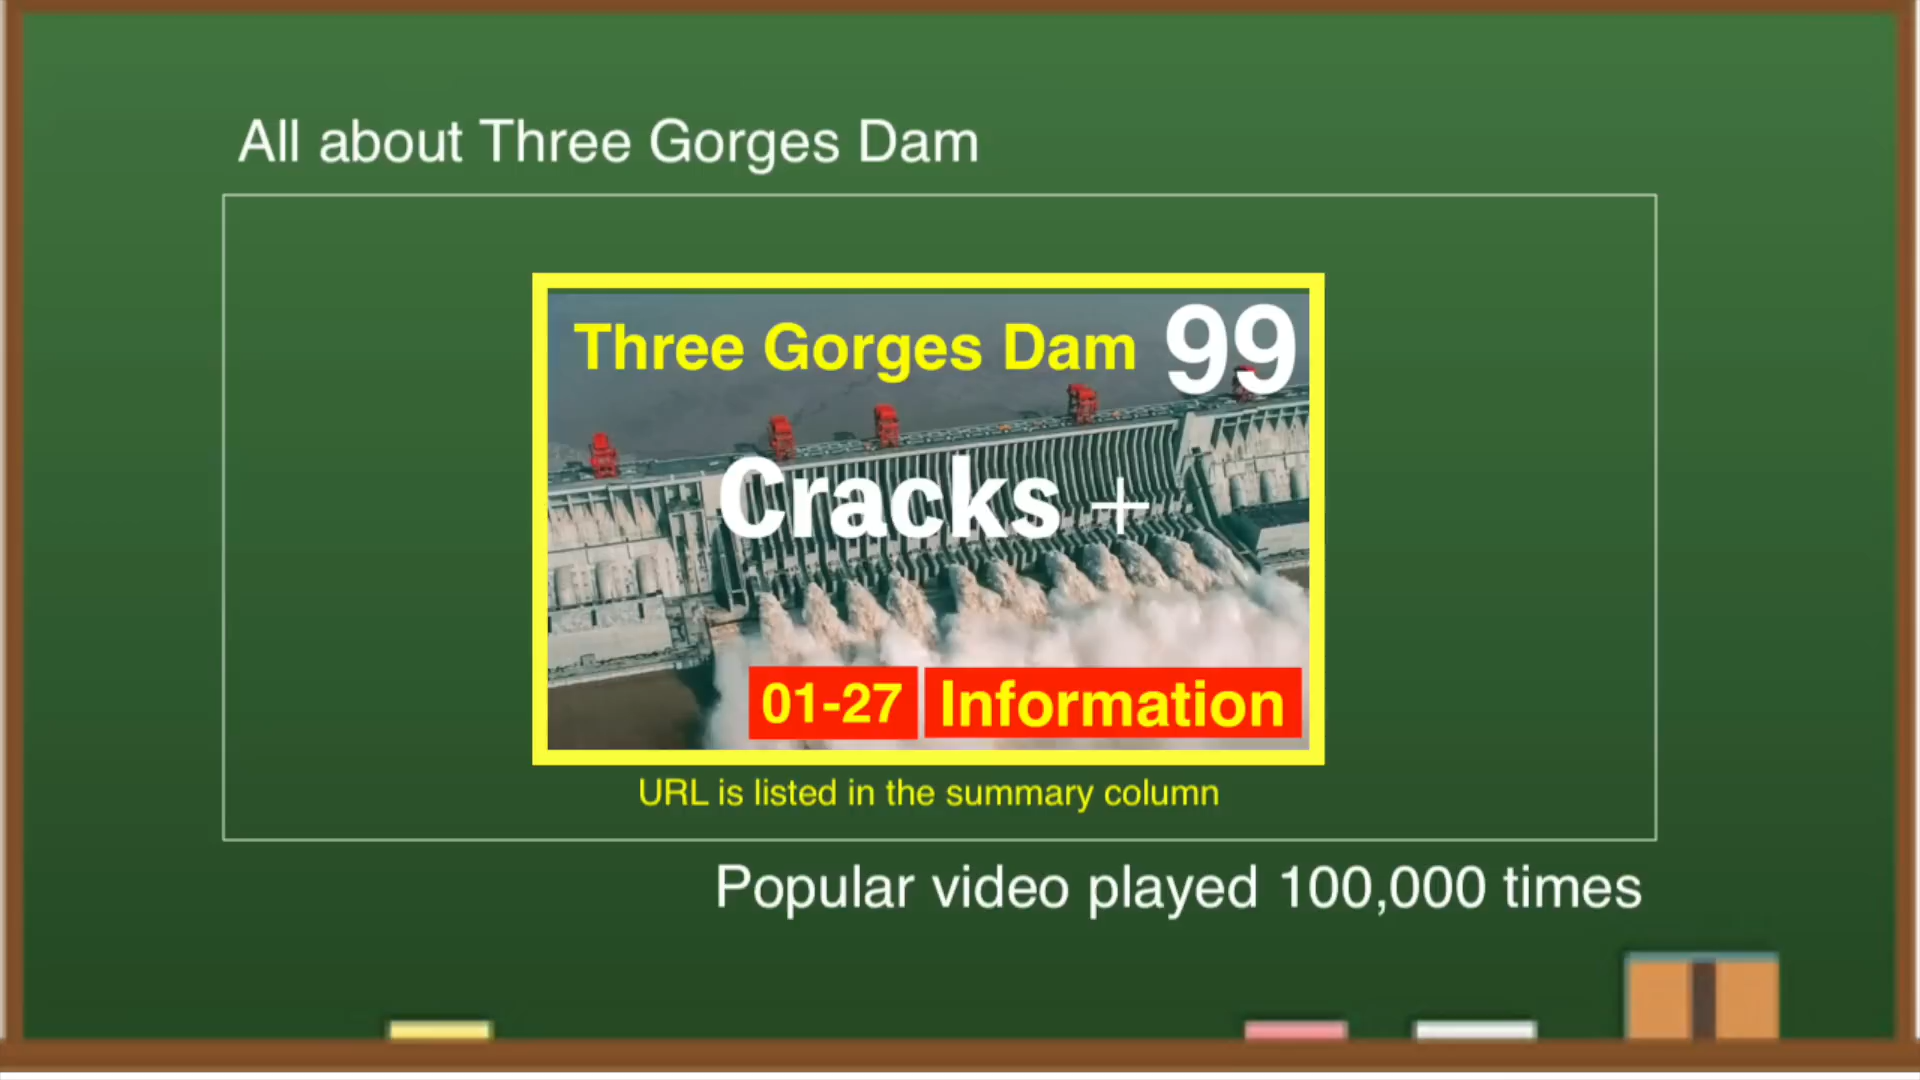 All about Three Gorges Dam
Three Gorges Dam 99
Cracks +
01-27 Information
URL is listed in the summary column
Popular video played 100,000 times